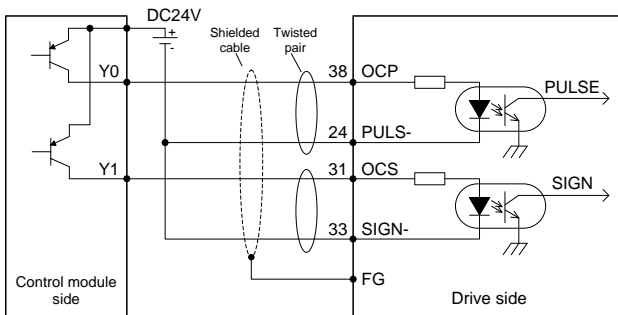 DC24V
+
-
Shielded
cable
Twisted
pair
Y0
38
OCP
PULSE
24
PULS-
Y1
31
OCS
SIGN
33
SIGN-
FG
Control module
side
Drive side